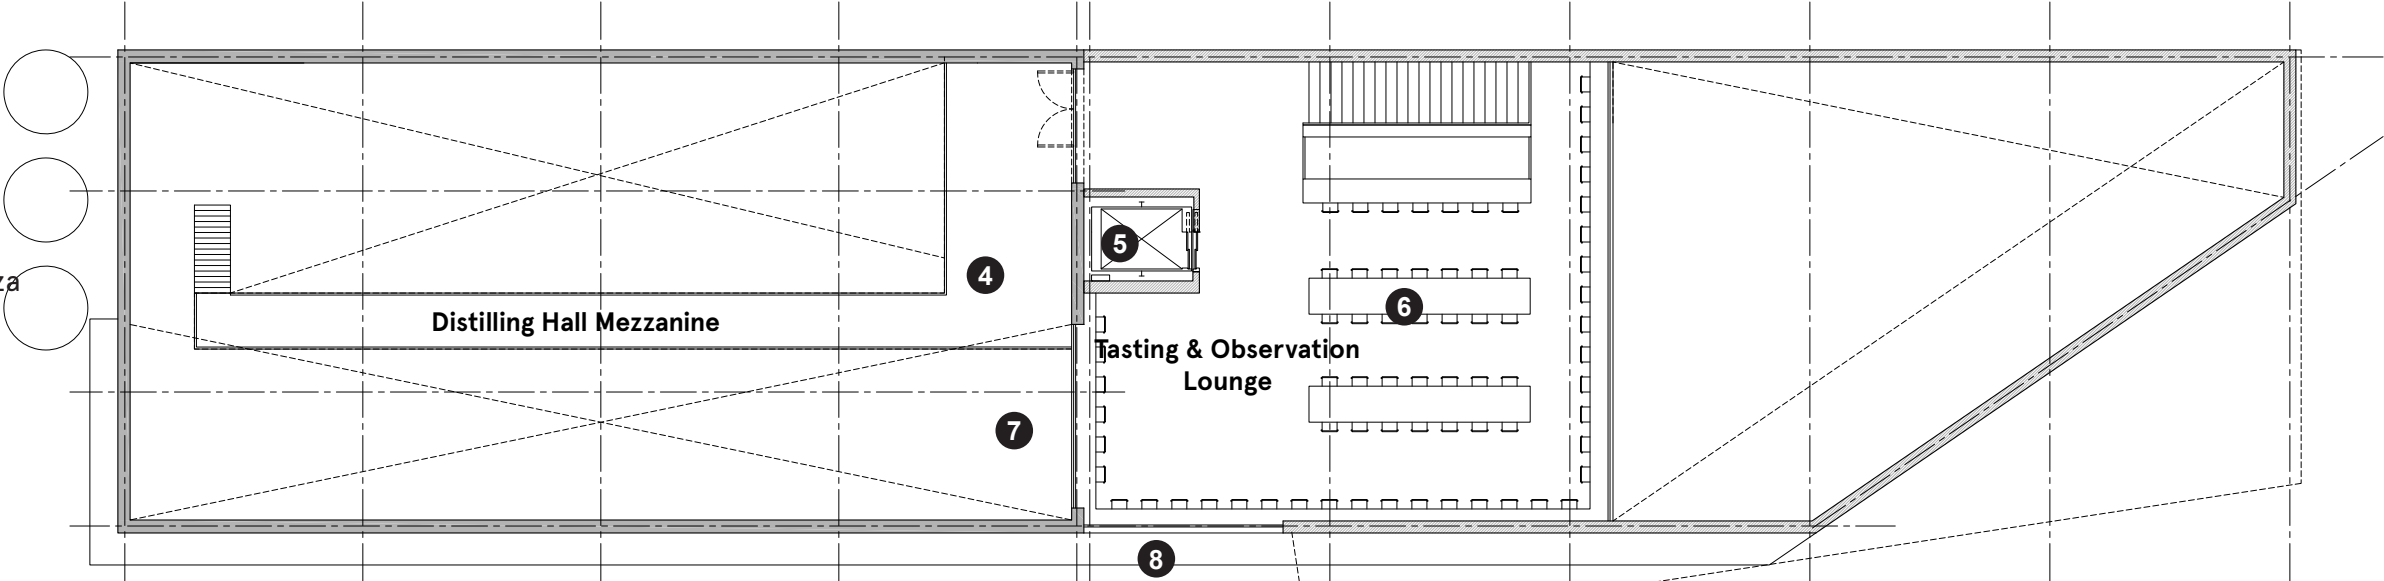 5
4
za
6
Distilling Hall Mezzanine
Tasting & Observation
Lounge
7
8